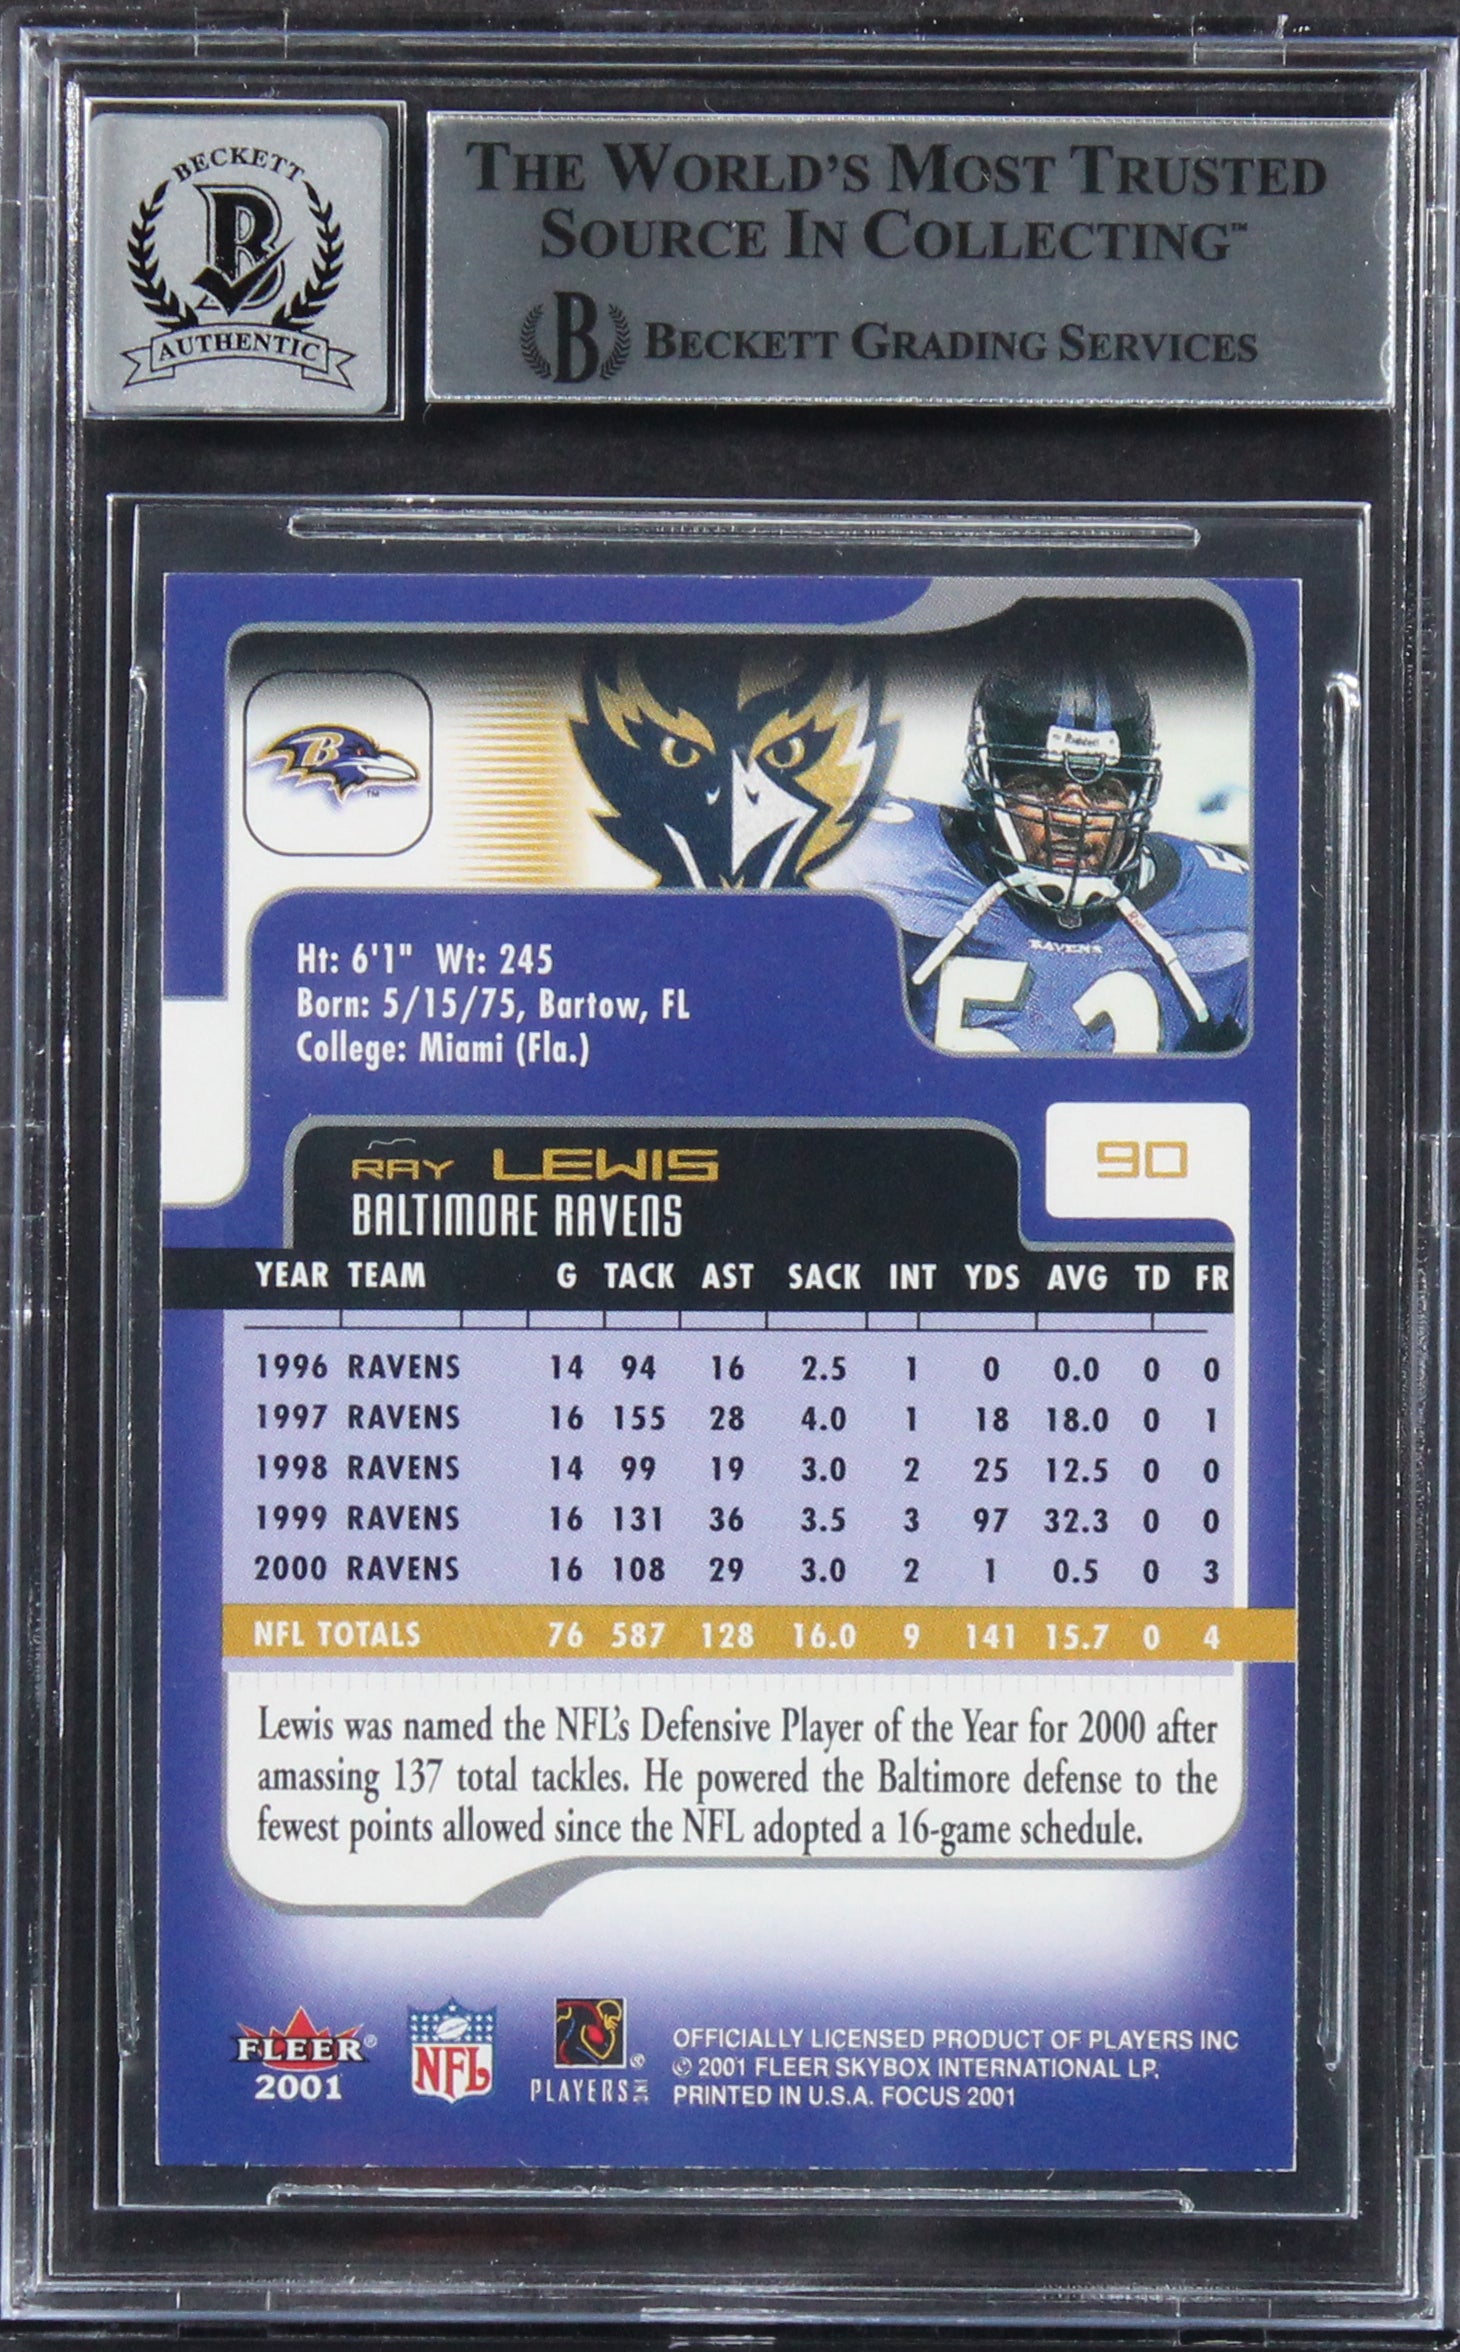 BECKETT
B
AUTHENTIC
THE WORLD'S MOST TRUSTED
SOURCE IN COLLECTING™
B BECKETT GRADING SERVICES
B
TM
Riddell
RAVENS
5
52
Ht: 6'1" Wt: 245
Born: 5/15/75, Bartow, FL
College: Miami (Fla.)
RAY LEWIS
90
BALTIMORE RAVENS
YEAR TEAM G TACK AST SACK INT YDS AVG TD FR
1996 RAVENS 14 94 16 2.5 1 0 0.0 0 0
1997 RAVENS 16 155 28 4.0 1 18 18.0 0 1
1998 RAVENS 14 99 19 3.0 2 25 12.5 0 0
1999 RAVENS 16 131 36 3.5 3 97 32.3 0 0
2000 RAVENS 16 108 29 3.0 2 1 0.5 0 3
NFL TOTALS 76 587 128 16.0 9 141 15.7 0 4
Lewis was named the NFL's Defensive Player of the Year for 2000 after
amassing 137 total tackles. He powered the Baltimore defense to the
fewest points allowed since the NFL adopted a 16-game schedule.
FLEER®
2001
NFL
®
PLAYERS INC
OFFICIALLY LICENSED PRODUCT OF PLAYERS INC
© 2001 FLEER SKYBOX INTERNATIONAL LP.
PRINTED IN U.S.A. FOCUS 2001